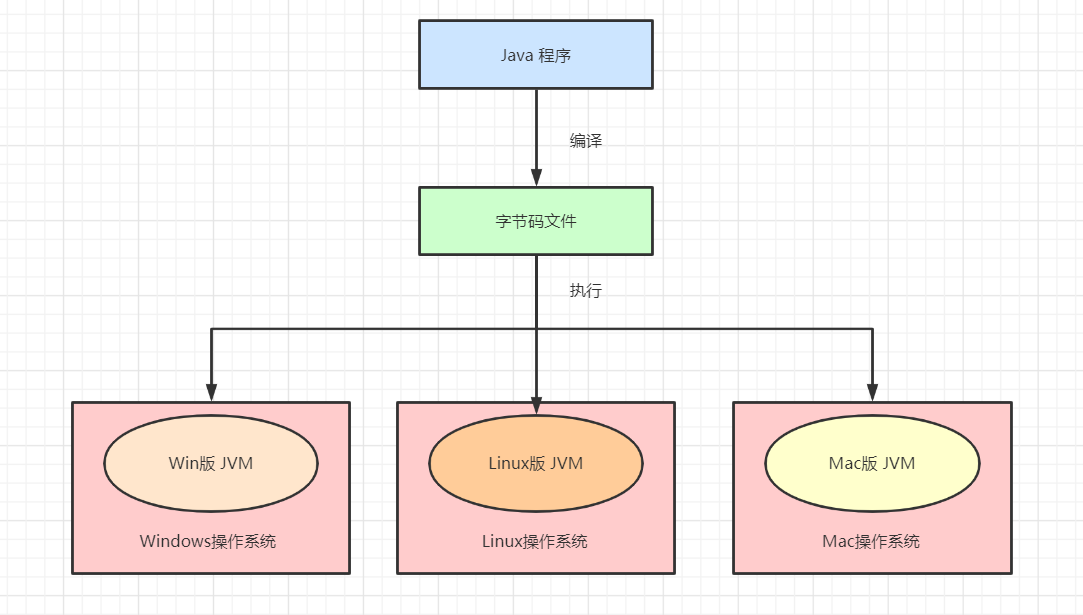 Java 程序
编译
字节码文件
执行
Win版 JVM
Linux版 JVM
Mac版 JVM
Windows操作系统
Linux操作系统
Mac操作系统